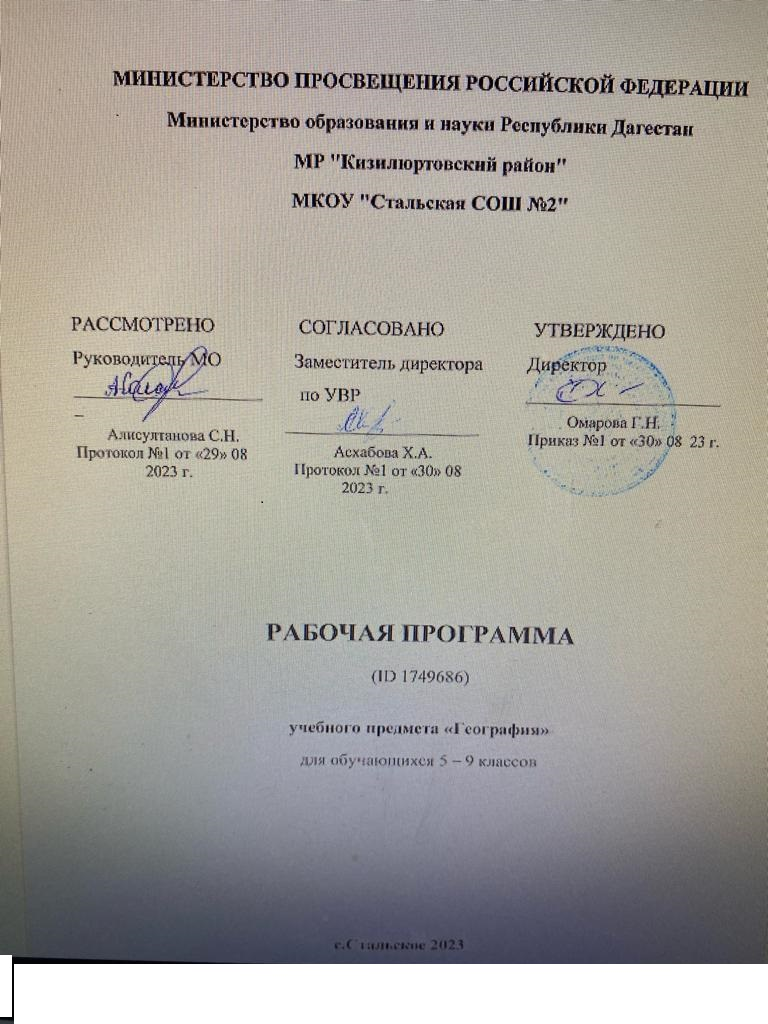 МИНИСТЕРСТВО ПРОСВЕЩЕНИЯ РОССИЙСКОЙ ФЕДЕРАЦИИ
Министерство образования и науки Республики Дагестан
МР "Кизилюртовский район"
МКОУ "Стальская СОШ №2"
РАССМОТРЕНО
Руководитель МО
Алисултанова С.Н.
Протокол №1 от «29» 08
2023 г.
СОГЛАСОВАНО
Заместитель директора
по УВР
Асхабова Х.А.
Протокол №1 от «30» 08
2023 г.
УТВЕРЖДЕНО
Директор
Омарова Г.Н.
Приказ №1 от «30» 08 23 г.
РАБОЧАЯ ПРОГРАММА
(ID 1749686)
учебного предмета «География»
для обучающихся 5 – 9 классов
с.Стальское 2023